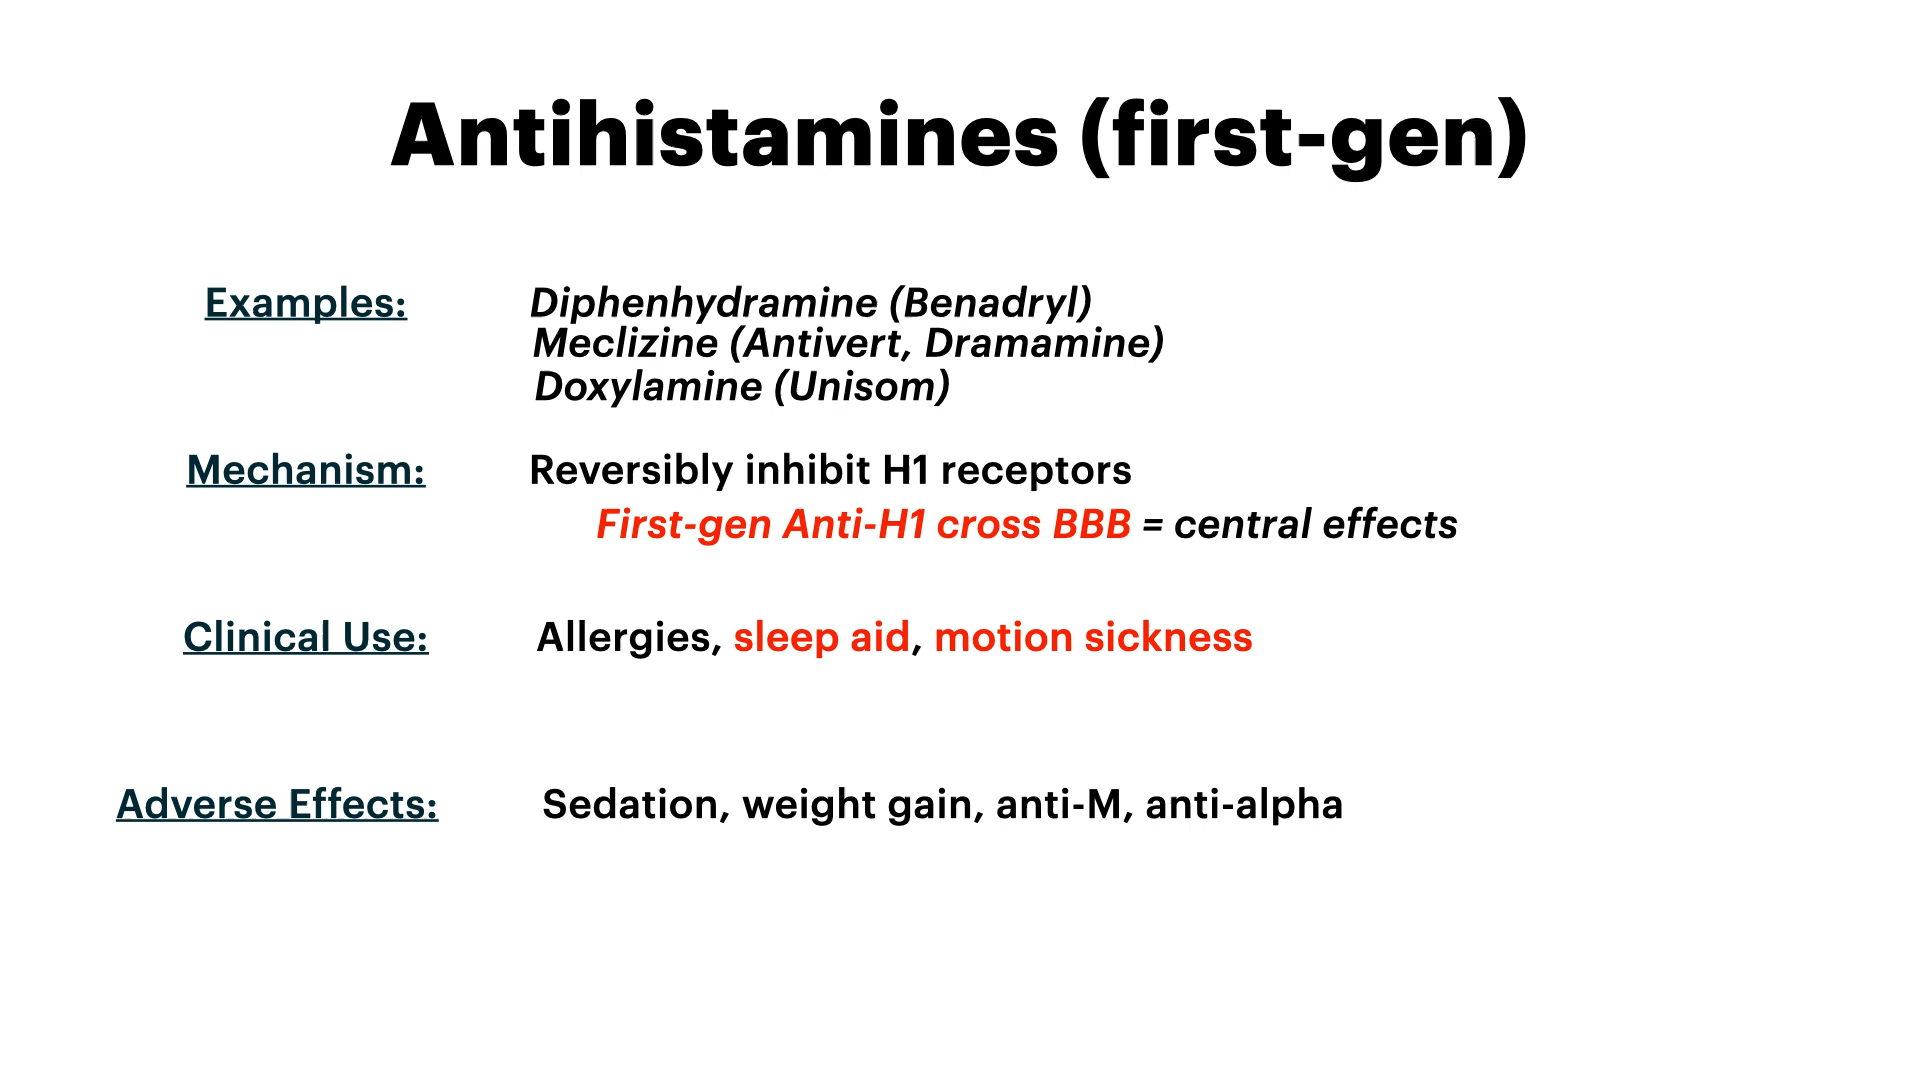 Antihistamines (first-gen)
Examples: Diphenhydramine (Benadryl)
Meclizine (Antivert, Dramamine)
Doxylamine (Unisom)
Mechanism: Reversibly inhibit H1 receptors
First-gen Anti-H1 cross BBB = central effects
Clinical Use: Allergies, sleep aid, motion sickness
Adverse Effects: Sedation, weight gain, anti-M, anti-alpha